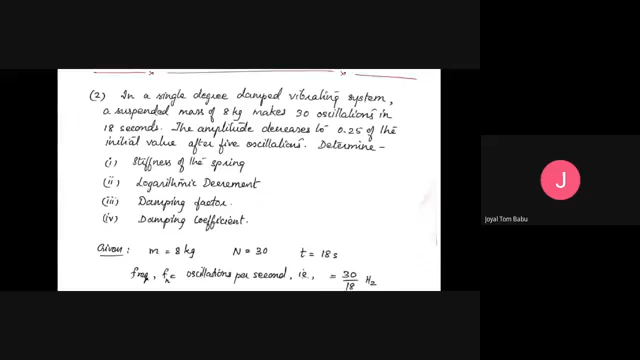 (2) In a single degree damped vibrating system,
a suspended mass of 8 kg makes 30 oscillations in
18 seconds. The amplitude decreases to 0.25 of the
initial value after five oscillations. Determine –
(i) Stiffness of the spring
(ii) Logarithmic Decrement
(iii) Damping factor.
(iv) Damping Coefficient.
Given : m = 8 kg N = 30 t = 18 s
freq, fn = oscillations per second, i.e., = 30/18 Hz
J
Joyal Tom Babu